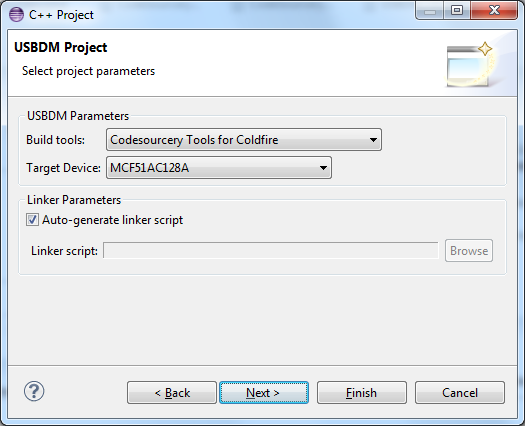 C++ Project
USBDM Project
Select project parameters
USBDM Parameters
Build tools: Codesourcery Tools for Coldfire
Target Device: MCF51AC128A
Linker Parameters
Auto-generate linker script
Linker script: Browse
? < Back Next > Finish Cancel